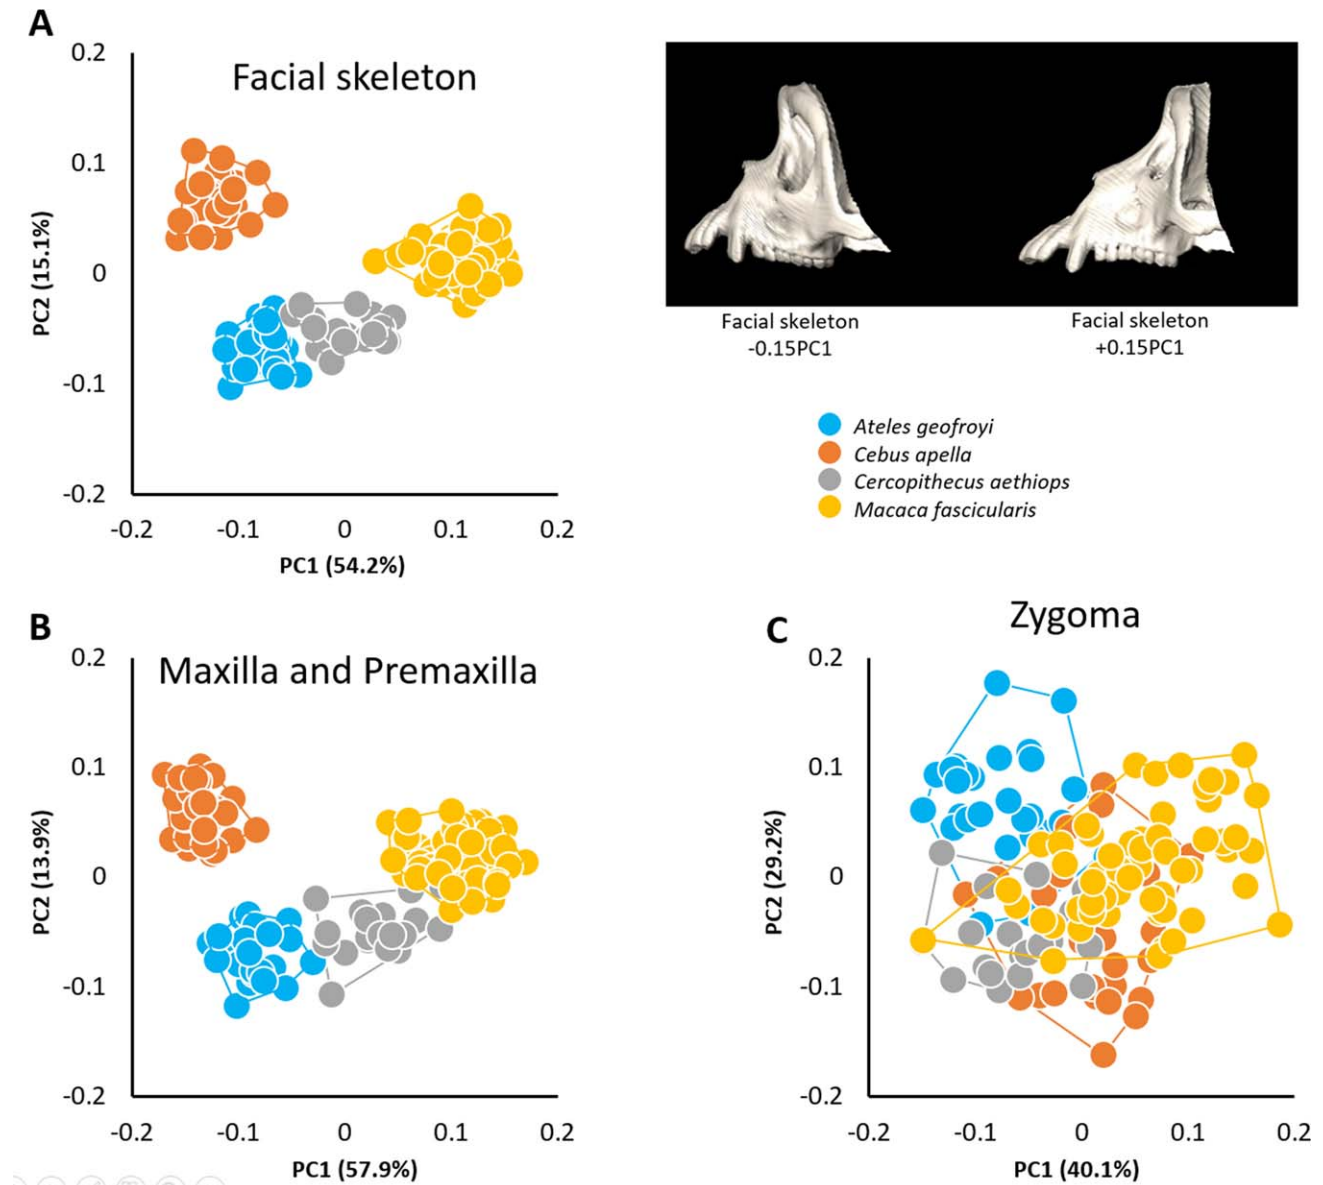 A
Facial skeleton
0.2
0.1
0
-0.1
-0.2
PC2 (15.1%)
-0.2 -0.1 0 0.1 0.2
PC1 (54.2%)
Facial skeleton
-0.15PC1
Facial skeleton
+0.15PC1
Ateles geofroyi
Cebus apella
Cercopithecus aethiops
Macaca fascicularis
B
Maxilla and Premaxilla
0.2
0.1
0
-0.1
-0.2
PC2 (13.9%)
-0.2 -0.1 0 0.1 0.2
PC1 (57.9%)
C
Zygoma
0.2
0.1
0
-0.1
-0.2
PC2 (29.2%)
-0.2 -0.1 0 0.1 0.2
PC1 (40.1%)